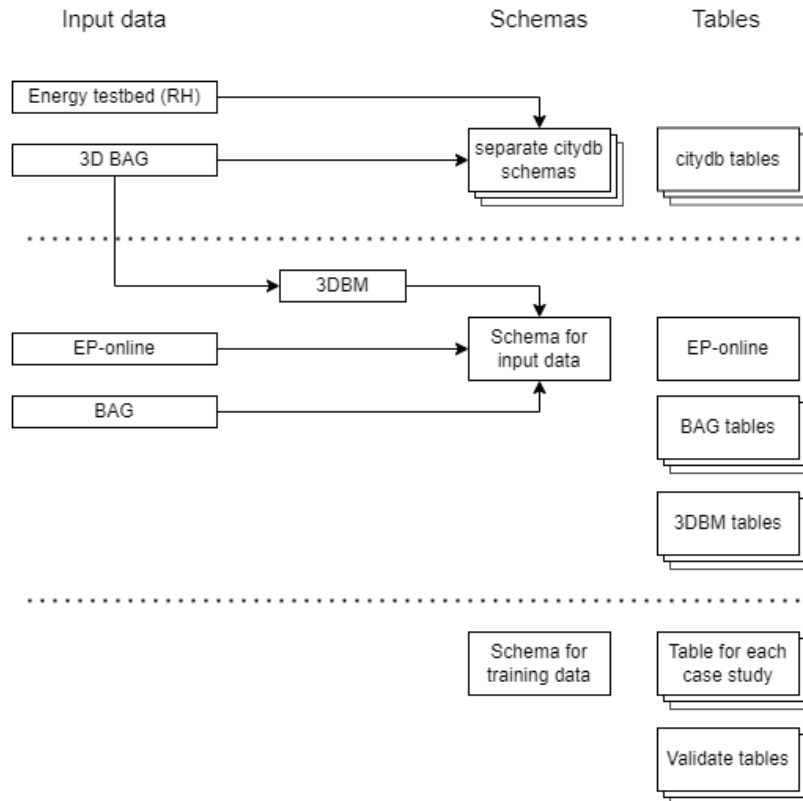 Input data
Schemas
Tables
Energy testbed (RH)
3D BAG
separate citydb
schemas
citydb tables
3DBM
EP-online
Schema for
input data
EP-online
BAG
BAG tables
3DBM tables
Schema for
training data
Table for each
case study
Validate tables